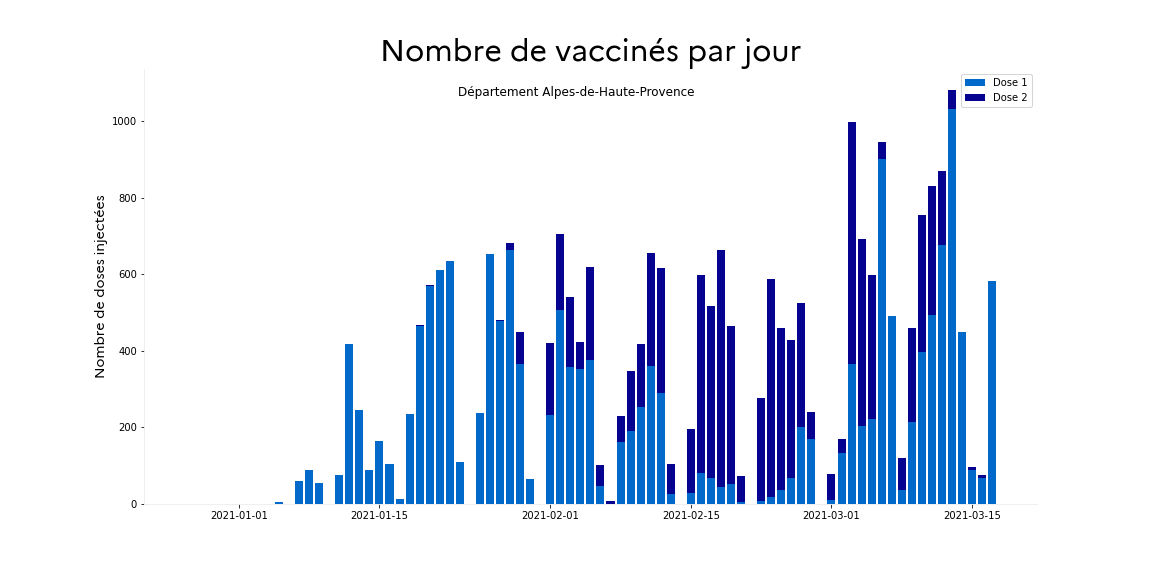 Nombre de vaccinés par jour
Département Alpes-de-Haute-Provence
Dose 1
Dose 2
Nombre de doses injectées
1000
800
600
400
200
0
2021-01-01
2021-01-15
2021-02-01
2021-02-15
2021-03-01
2021-03-15